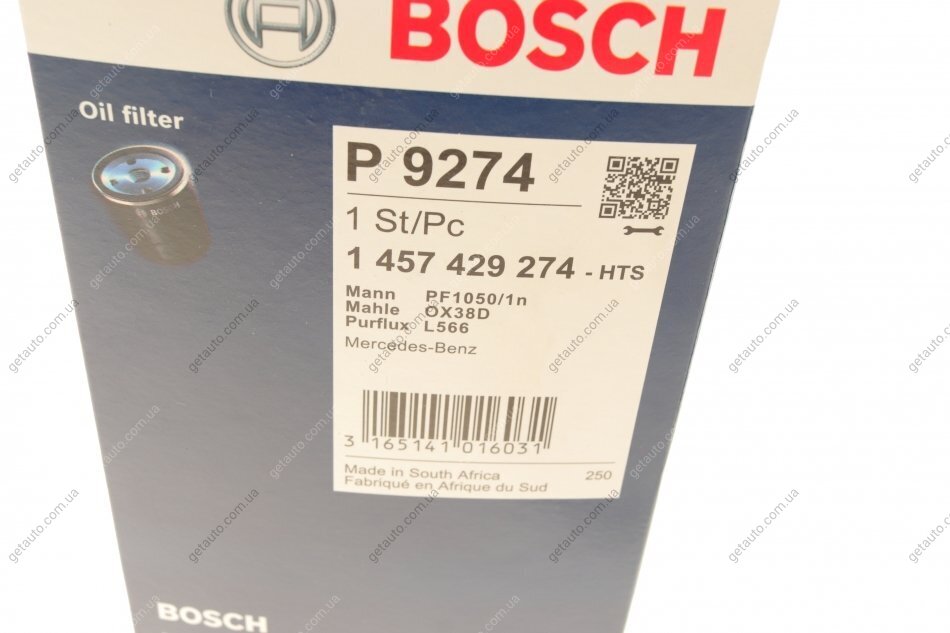 BOSCH
Oil filter
BOSCH
P 9274
1 St/Pc
1 457 429 274 - HTS
Mann PF1050/1n
Mahle OX38D
Purflux L566
Mercedes-Benz
3 165141 016031
Made in South Africa 250
Fabriqué en Afrique du Sud
BOSCH
getauto.com.ua